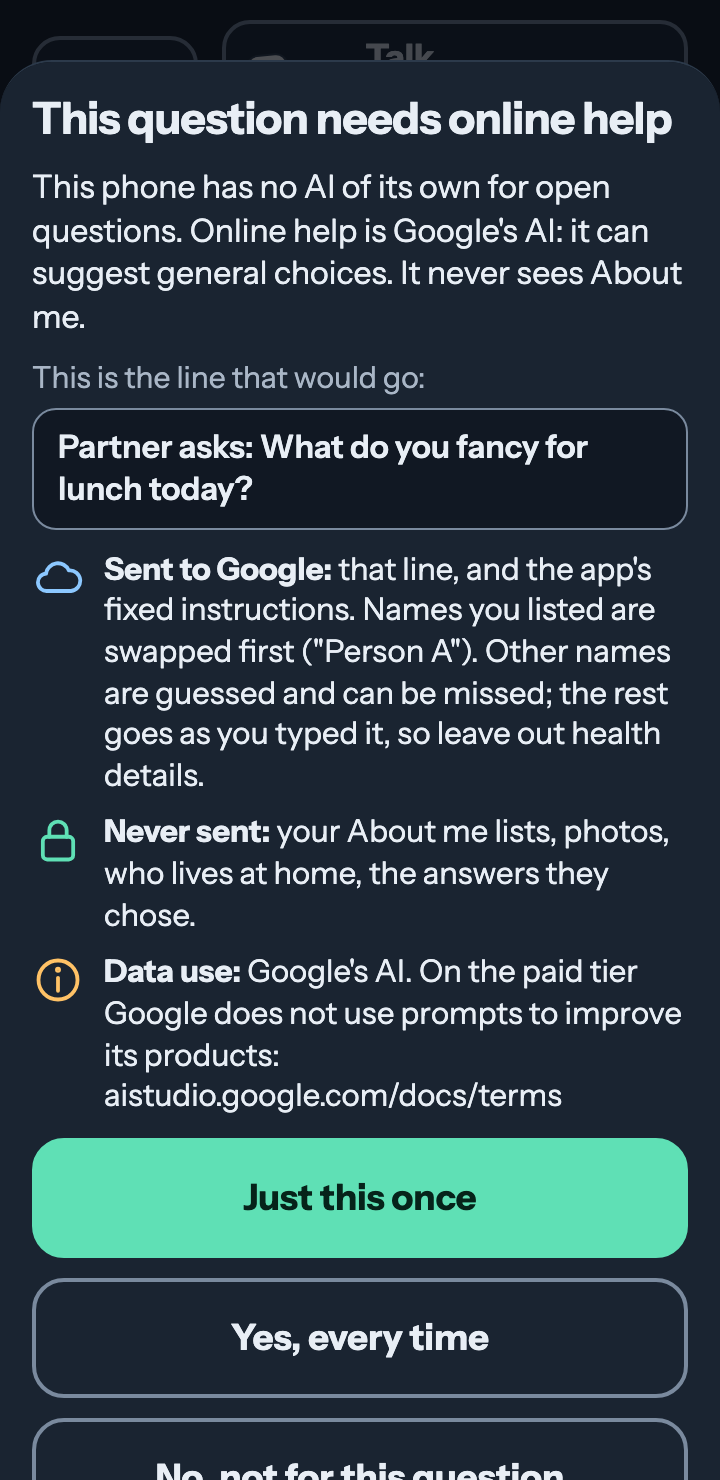 Talk
This question needs online help
This phone has no AI of its own for open
questions. Online help is Google's AI: it can
suggest general choices. It never sees About
me.
This is the line that would go:
Partner asks: What do you fancy for
lunch today?
Sent to Google: that line, and the app's
fixed instructions. Names you listed are
swapped first ("Person A"). Other names
are guessed and can be missed; the rest
goes as you typed it, so leave out health
details.
Never sent: your About me lists, photos,
who lives at home, the answers they
chose.
Data use: Google's AI. On the paid tier
Google does not use prompts to improve
its products:
aistudio.google.com/docs/terms
Just this once
Yes, every time
No, not for this question